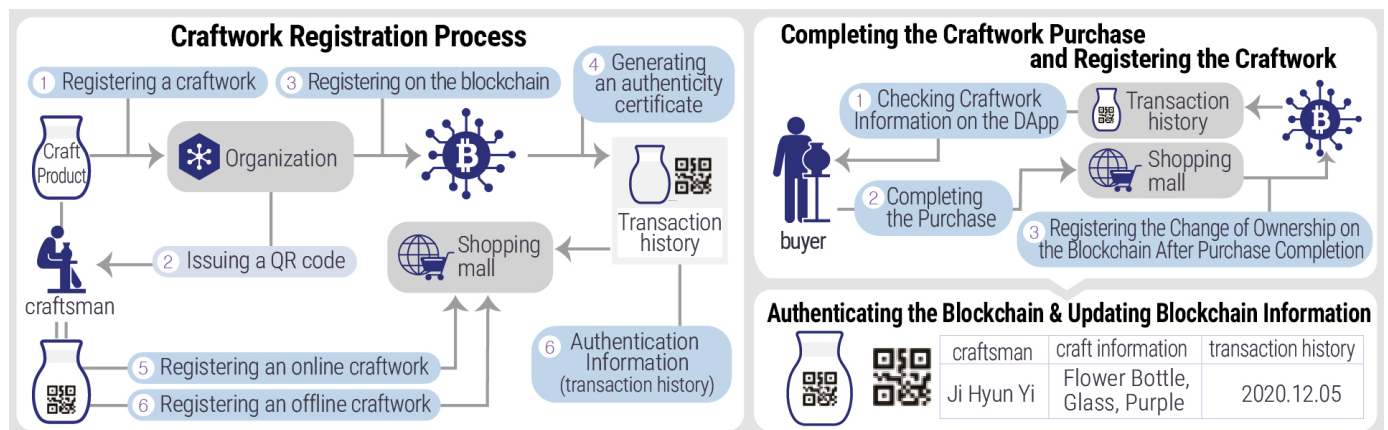 Craftwork Registration Process
1 Registering a craftwork
3 Registering on the blockchain
4 Generating
an authenticity
certificate
Craft
Product
Organization
B
Transaction
history
2 Issuing a QR code
Shopping
mall
craftsman
5 Registering an online craftwork
6 Registering an offline craftwork
6 Authentication
Information
(transaction history)
Completing the Craftwork Purchase
and Registering the Craftwork
1 Checking Craftwork
Information on the DApp
Transaction
history
B
Shopping
mall
2 Completing
the Purchase
buyer
3 Registering the Change of Ownership on
the Blockchain After Purchase Completion
Authenticating the Blockchain & Updating Blockchain Information
craftsman craft information transaction history
Ji Hyun Yi Flower Bottle,
Glass, Purple 2020.12.05